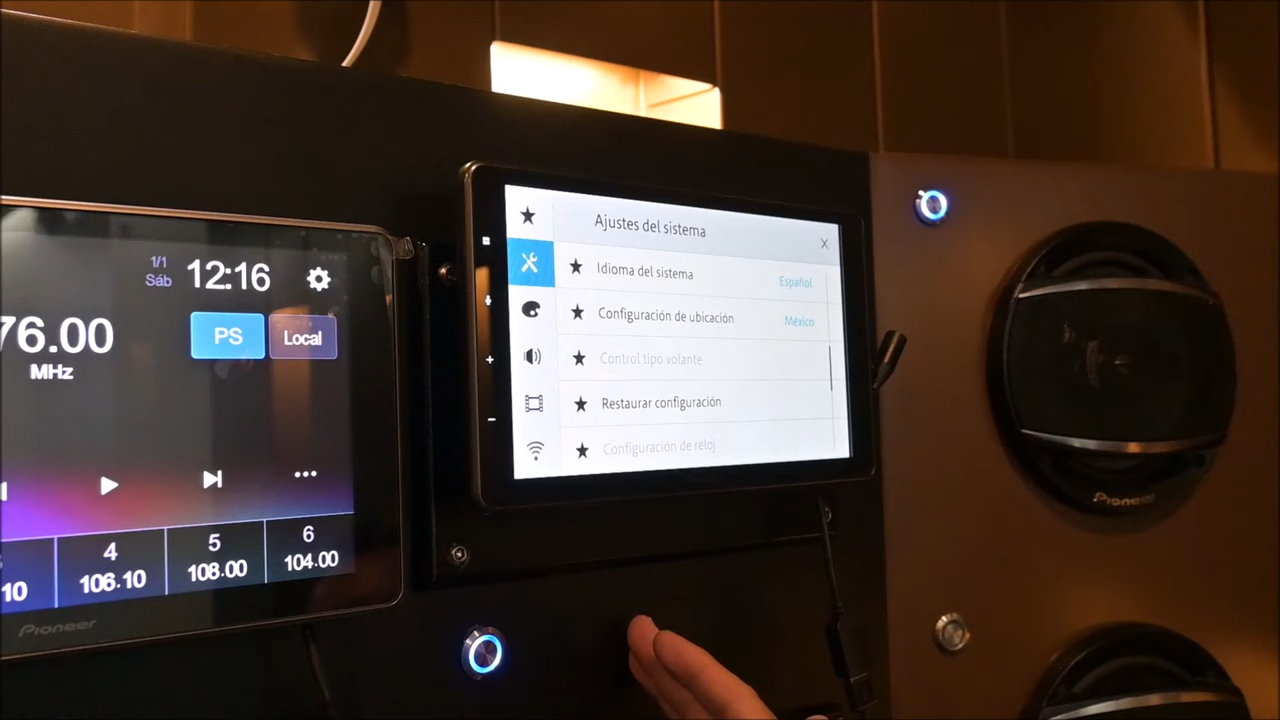 1/1
Sáb
12:16
76.00
MHz
PS
Local
10
4
106.10
5
108.00
6
104.00
Pioneer
Ajustes del sistema
X
Idioma del sistema
Español
Configuración de ubicación
México
Control tipo volante
Restaurar configuración
Configuración de reloj
Pioneer